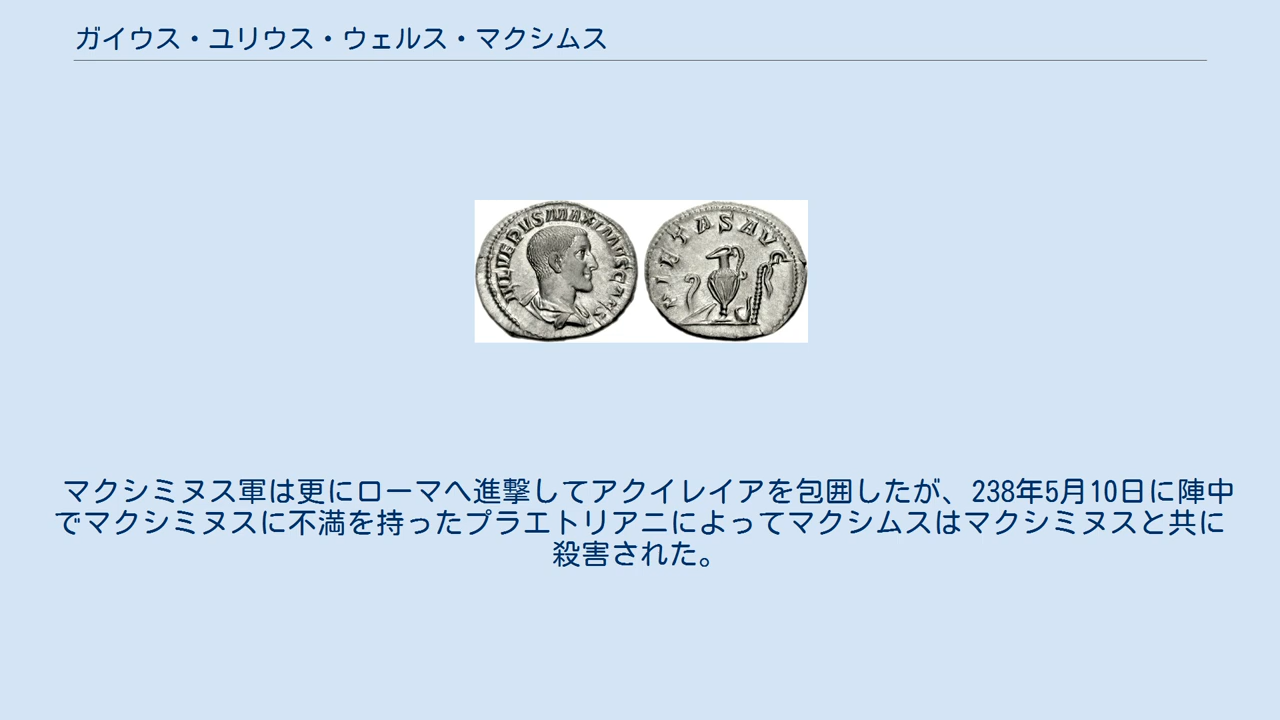 ガイウス・ユリウス・ウェルス・マクシムス
IVLVERVSMAXIMVSCAES
PIETASAVG
マクシミヌス軍は更にローマへ進撃してアクイレイアを包囲したが、238年5月10日に陣中
でマクシミヌスに不満を持ったプラエトリアニによってマクシムスはマクシミヌスと共に
殺害された。